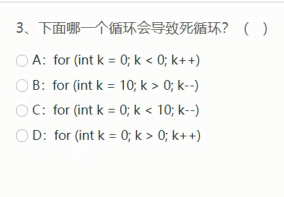 3、下面哪一个循环会导致死循环？（ ）
A：for (int k = 0; k < 0; k++)
B：for (int k = 10; k > 0; k--)
C：for (int k = 0; k < 10; k--)
D：for (int k = 0; k > 0; k++)